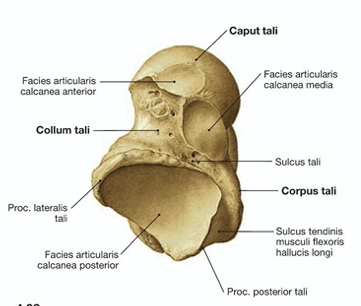 Caput tali
Facies articularis
calcanea anterior
Facies articularis
calcanea media
Collum tali
Sulcus tali
Corpus tali
Proc. lateralis
tali
Sulcus tendinis
musculi flexoris
hallucis longi
Facies articularis
calcanea posterior
Proc. posterior tali